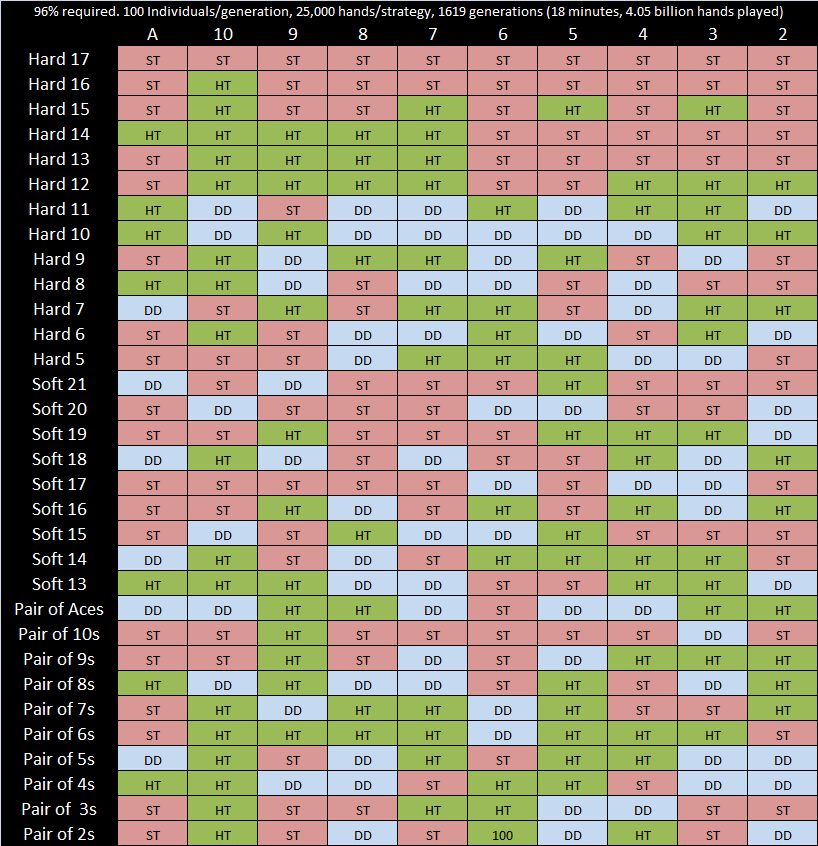 96% required. 100 Individuals/generation, 25,000 hands/strategy, 1619 generations (18 minutes, 4.05 billion hands played)
A 10 9 8 7 6 5 4 3 2
Hard 17 ST ST ST ST ST ST ST ST ST ST
Hard 16 ST HT ST ST ST ST ST ST ST ST
Hard 15 ST HT ST ST HT ST HT ST HT ST
Hard 14 HT HT HT HT HT ST ST ST ST ST
Hard 13 ST HT HT HT HT ST ST ST ST ST
Hard 12 ST HT HT HT HT ST ST HT HT HT
Hard 11 HT DD ST DD DD HT DD HT HT DD
Hard 10 HT DD HT DD DD DD DD DD HT HT
Hard 9 ST HT DD HT HT DD HT ST DD ST
Hard 8 HT HT DD ST DD DD ST DD ST ST
Hard 7 DD ST HT ST HT HT ST DD HT HT
Hard 6 ST HT ST DD DD HT DD ST HT DD
Hard 5 ST ST ST DD HT HT HT DD DD ST
Soft 21 DD ST DD ST ST ST HT ST ST ST
Soft 20 ST DD ST ST ST DD DD ST ST DD
Soft 19 ST ST HT ST ST ST HT HT HT DD
Soft 18 DD HT DD ST DD ST ST HT DD HT
Soft 17 ST ST ST ST ST DD ST DD DD ST
Soft 16 ST ST HT DD ST HT ST HT DD HT
Soft 15 ST DD ST HT DD DD HT ST ST ST
Soft 14 DD HT ST DD ST HT HT HT HT ST
Soft 13 HT HT HT DD DD ST ST HT HT DD
Pair of Aces DD DD HT HT DD ST DD DD HT HT
Pair of 10s ST ST HT ST ST ST ST ST DD ST
Pair of 9s ST ST HT ST DD ST DD HT HT HT
Pair of 8s HT DD HT DD DD ST HT ST DD HT
Pair of 7s ST HT DD HT HT DD HT ST ST HT
Pair of 6s ST HT HT HT HT DD HT HT HT ST
Pair of 5s DD HT ST DD HT ST HT HT DD DD
Pair of 4s HT HT DD DD ST HT HT ST DD DD
Pair of 3s ST HT ST ST HT HT DD DD ST ST
Pair of 2s ST HT ST DD ST 100 DD HT ST DD